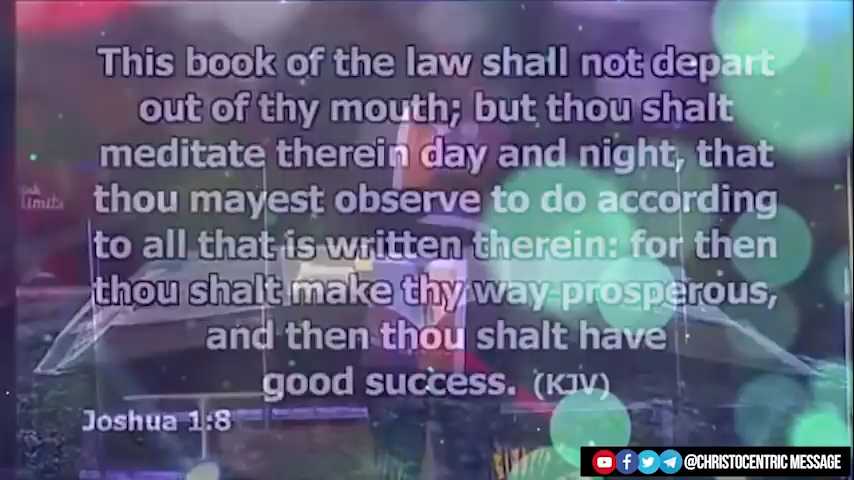 This book of the law shall not depart
out of thy mouth; but thou shalt
meditate therein day and night, that
thou mayest observe to do according
to all that is written therein: for then
thou shalt make thy way prosperous,
and then thou shalt have
good success. (KJV)
Joshua 1:8
limits
@CHRISTOCENTRIC MESSAGE